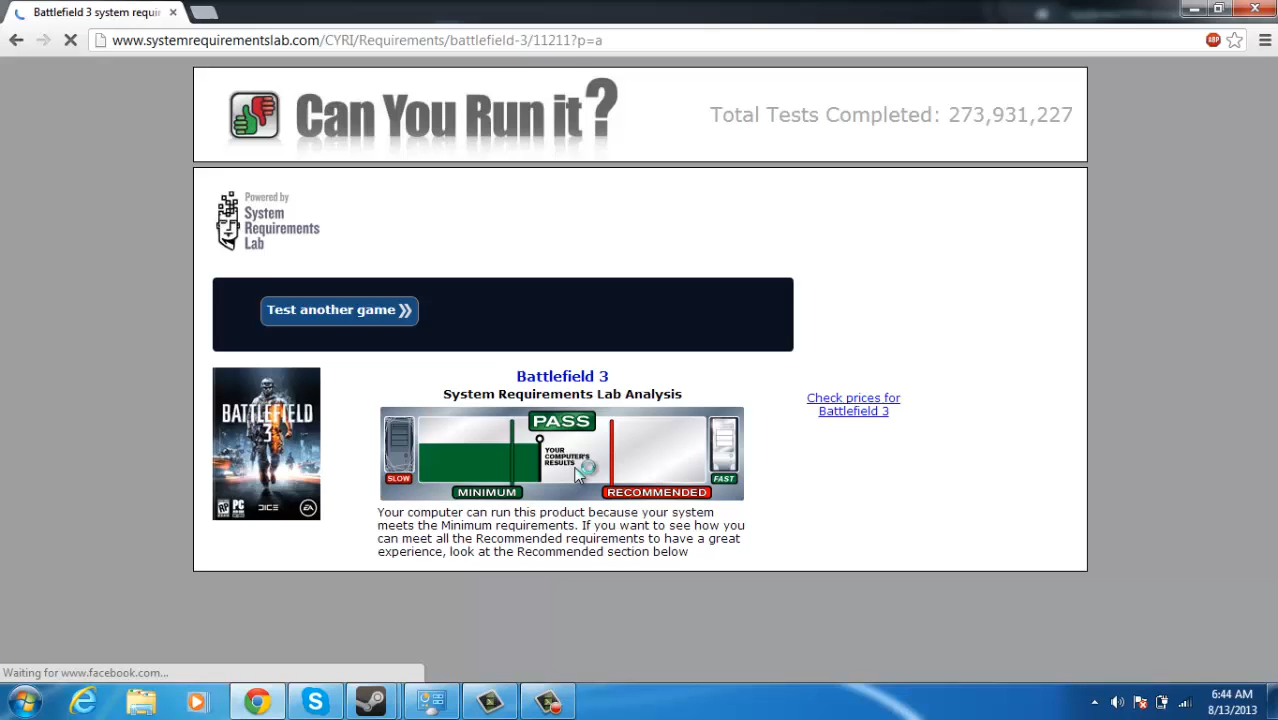 Battlefield 3 system requi
www.systemrequirementslab.com/CYRI/Requirements/battlefield-3/11211?p=a
Can You Run it?
Total Tests Completed: 273,931,227
Powered by
System
Requirements
Lab
Test another game
Battlefield 3
System Requirements Lab Analysis
BATTLEFIELD
3
PC
DICE
EA
PASS
YOUR
COMPUTER'S
RESULTS
SLOW
MINIMUM
RECOMMENDED
FAST
Check prices for
Battlefield 3
Your computer can run this product because your system
meets the Minimum requirements. If you want to see how you
can meet all the Recommended requirements to have a great
experience, look at the Recommended section below
Waiting for www.facebook.com...
6:44 AM
8/13/2013